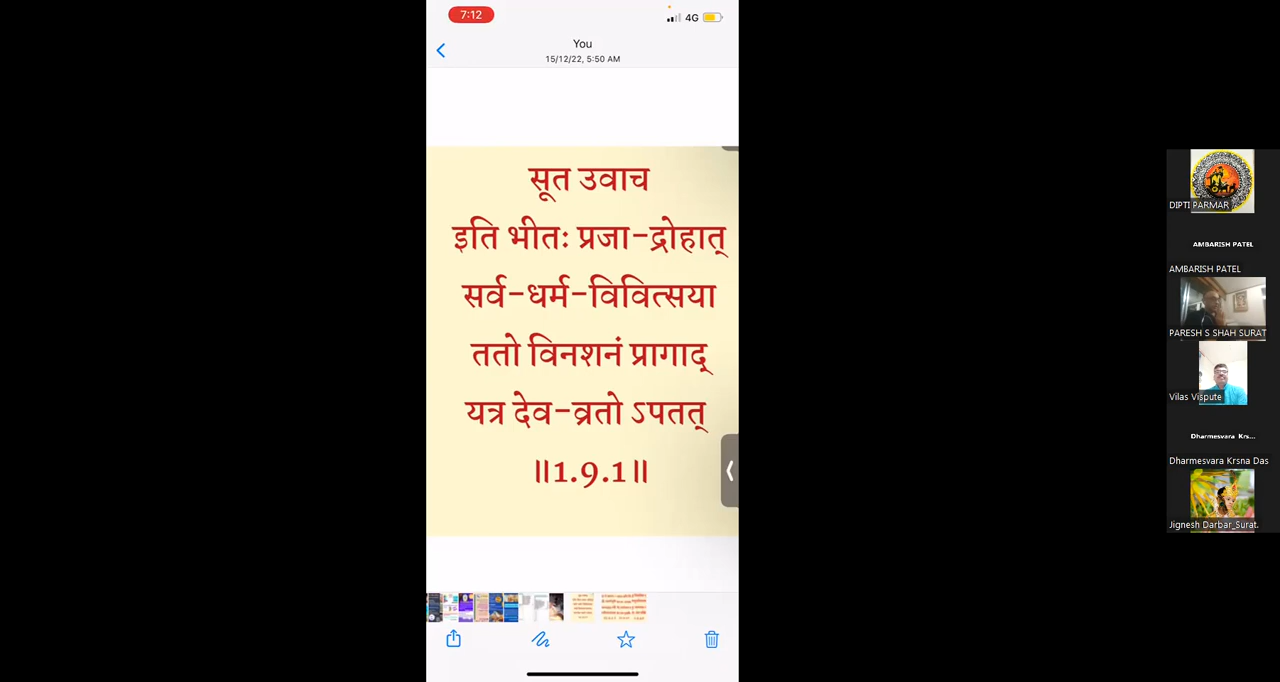 7:12
4G
You
15/12/22, 5:50 AM
सूत उवाच
इति भीतः प्रजा-द्रोहात्
सर्व-धर्म-विवित्सया
ततो विनशनं प्रागाद्
यत्र देव-व्रतो ऽपतत्
॥1.9.1॥
DIPTI PARMAR
AMBARISH PATEL
AMBARISH PATEL
PARESH S SHAH SURAT
Vilas Vispute
Dharmesvara Krs...
Dharmesvara Krsna Das
Jignesh Darbar_Surat.